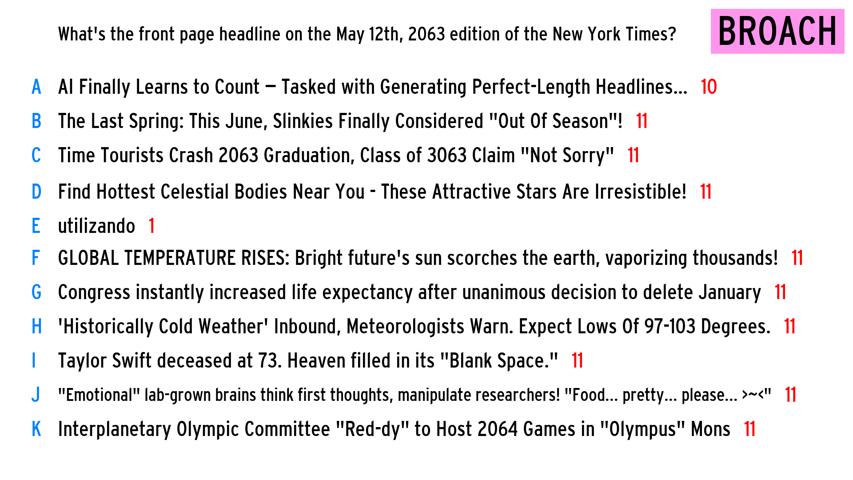 What's the front page headline on the May 12th, 2063 edition of the New York Times? BROACH
A AI Finally Learns to Count – Tasked with Generating Perfect-Length Headlines... 10
B The Last Spring: This June, Slinkies Finally Considered "Out Of Season"! 11
C Time Tourists Crash 2063 Graduation, Class of 3063 Claim "Not Sorry" 11
D Find Hottest Celestial Bodies Near You - These Attractive Stars Are Irresistible! 11
E utilizando 1
F GLOBAL TEMPERATURE RISES: Bright future's sun scorches the earth, vaporizing thousands! 11
G Congress instantly increased life expectancy after unanimous decision to delete January 11
H 'Historically Cold Weather' Inbound, Meteorologists Warn. Expect Lows Of 97-103 Degrees. 11
I Taylor Swift deceased at 73. Heaven filled in its "Blank Space." 11
J "Emotional" lab-grown brains think first thoughts, manipulate researchers! "Food... pretty... please... >~<" 11
K Interplanetary Olympic Committee "Red-dy" to Host 2064 Games in "Olympus" Mons 11